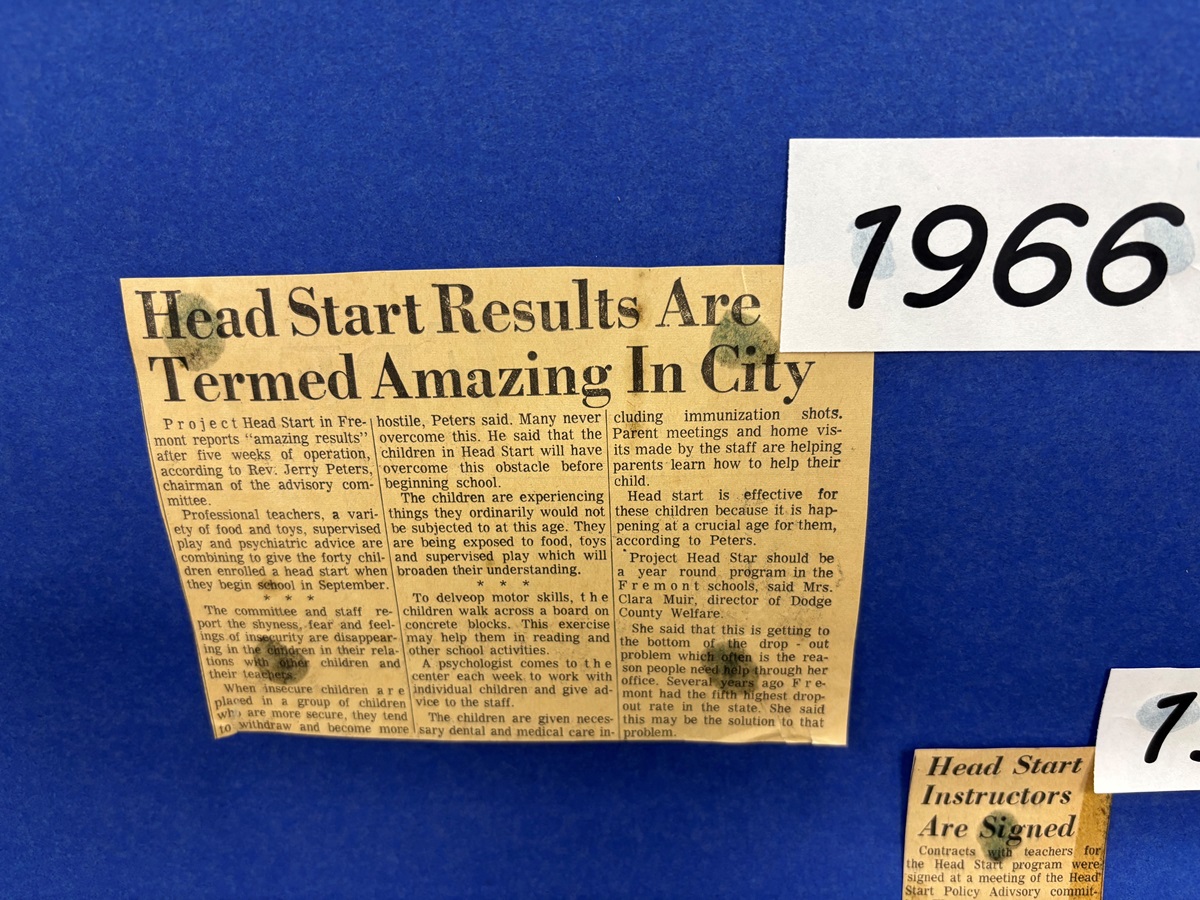 1966
Head Start Results Are
Termed Amazing In City
Project Head Start in Fre-
mont reports "amazing results"
after five weeks of operation,
according to Rev. Jerry Peters,
chairman of the advisory com-
mittee.
Professional teachers, a vari-
ety of food and toys, supervised
play and psychiatric advice are
combining to give the forty chil-
dren enrolled a head start when
they begin school in September.
* * *
The committee and staff re-
port the shyness, fear and feel-
ings of insecurity are disappear-
ing in the children in their rela-
tions with other children and
their teachers.
When insecure children are
placed in a group of children
who are more secure, they tend
to withdraw and become more
hostile, Peters said. Many never
overcome this. He said that the
children in Head Start will have
overcome this obstacle before
beginning school.
The children are experiencing
things they ordinarily would not
be subjected to at this age. They
are being exposed to food, toys
and supervised play which will
broaden their understanding.
* * *
To delveop motor skills, the
children walk across a board on
concrete blocks. This exercise
may help them in reading and
other school activities.
A psychologist comes to the
center each week to work with
individual children and give ad-
vice to the staff.
The children are given neces-
sary dental and medical care in-
cluding immunization shots.
Parent meetings and home vis-
its made by the staff are helping
parents learn how to help their
child.
Head start is effective for
these children because it is hap-
pening at a crucial age for them,
according to Peters.
Project Head Star should be
a year round program in the
Fremont schools, said Mrs.
Clara Muir, director of Dodge
County Welfare.
She said that this is getting to
the bottom of the drop-out
problem which often is the rea-
son people need help through her
office. Several years ago Fre-
mont had the fifth highest drop-
out rate in the state. She said
this may be the solution to that
problem.
Head Start
Instructors
Are Signed
Contracts with teachers for
the Head Start program were
signed at a meeting of the Head
Start Policy Adivsory commit-